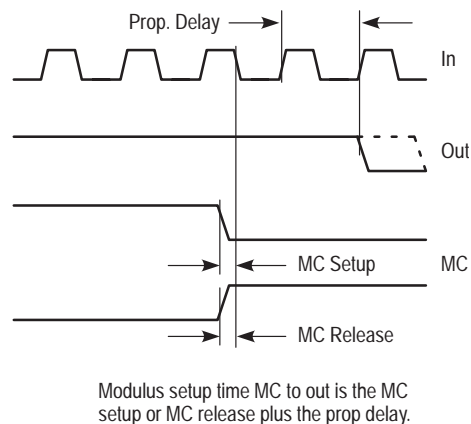 Prop. Delay
In
Out
MC Setup
MC
MC Release
Modulus setup time MC to out is the MC
setup or MC release plus the prop delay.